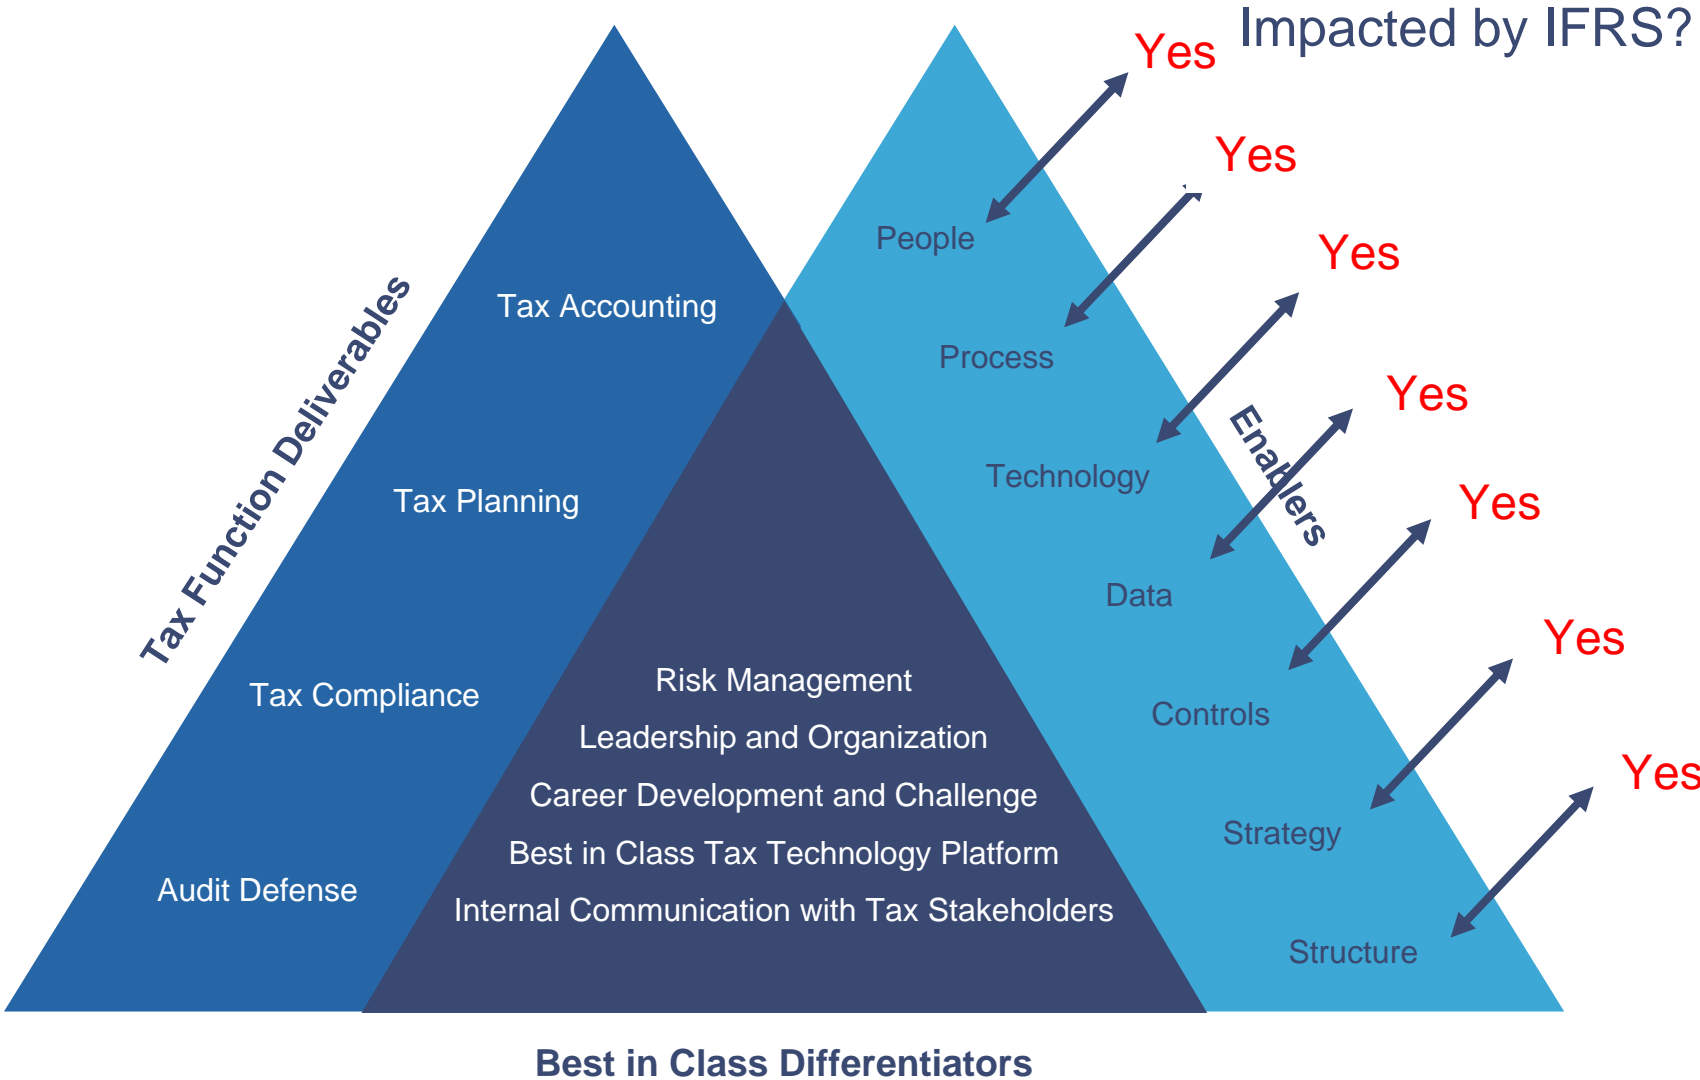 Impacted by IFRS?
Yes
Yes
Yes
Yes
Yes
Yes
Yes
Tax Function Deliverables
Tax Accounting
Tax Planning
Tax Compliance
Audit Defense
Risk Management
Leadership and Organization
Career Development and Challenge
Best in Class Tax Technology Platform
Internal Communication with Tax Stakeholders
People
Process
Technology
Data
Controls
Strategy
Structure
Enablers
Best in Class Differentiators